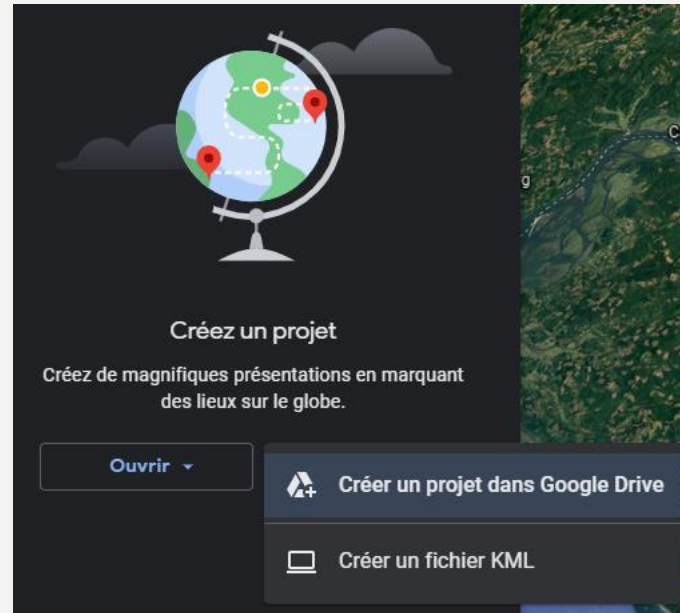 Créez un projet
Créez de magnifiques présentations en marquant
des lieux sur le globe.
Ouvrir
Créer un projet dans Google Drive
Créer un fichier KML
g
C